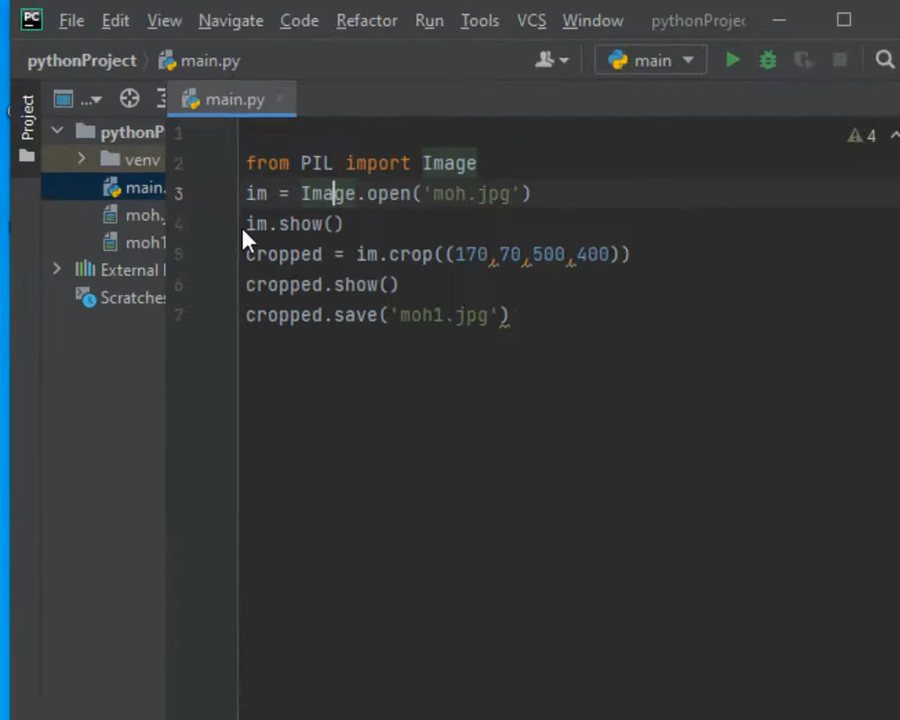 PC File Edit View Navigate Code Refactor Run Tools VCS Window pythonProjec
pythonProject main.py main
Project ... main.py
pythonP
venv
main.
moh.
moh1
External
Scratches
4
1
2 from PIL import Image
3 im = Image.open('moh.jpg')
4 im.show()
5 cropped = im.crop((170,70,500,400))
6 cropped.show()
7 cropped.save('moh1.jpg')